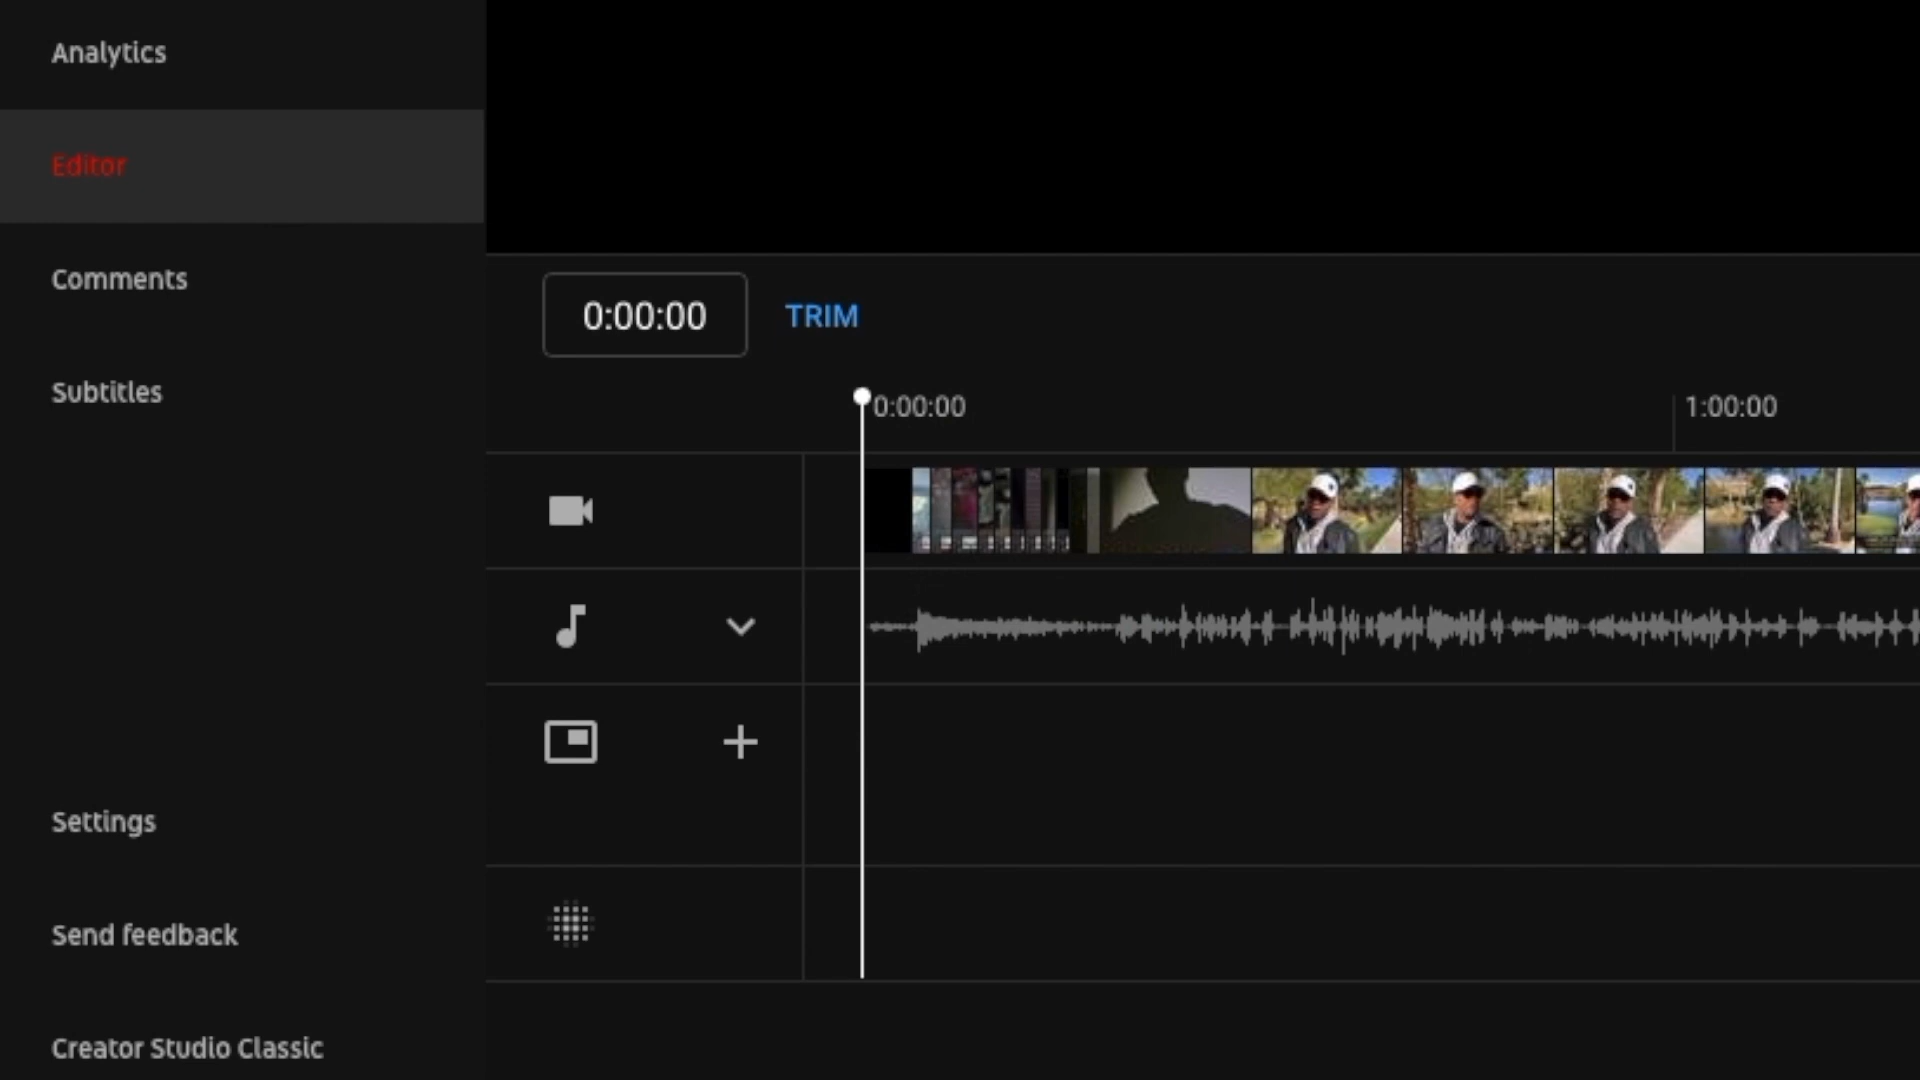 Analytics
Editor
Comments
Subtitles
Settings
Send feedback
Creator Studio Classic
0:00:00
TRIM
0:00:00
1:00:00